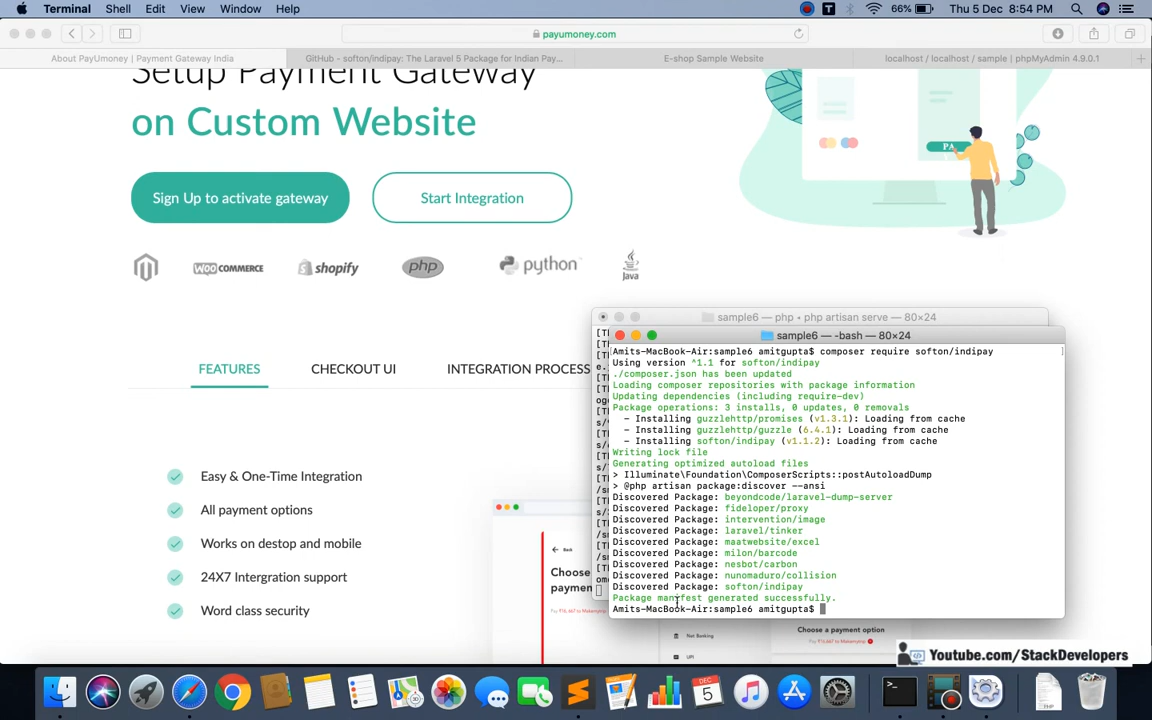 Terminal Shell Edit View Window Help 66% Thu 5 Dec 8:54 PM
payumoney.com
About PayUmoney | Payment Gateway India
GitHub - softon/indipay: The Laravel 5 Package for Indian Pay...
E-shop Sample Website
localhost / localhost / sample | phpMyAdmin 4.9.0.1
Setup Payment Gateway
on Custom Website
PA
Sign Up to activate gateway
Start Integration
WOO COMMERCE
shopify
php
python
Java
FEATURES
CHECKOUT UI
INTEGRATION PROCESS
Easy & One-Time Integration
All payment options
Works on destop and mobile
24X7 Intergration support
Word class security
Back
Choose
paymen
Net Banking
UPI
Choose a payment option
sample6 — php • php artisan serve — 80×24
sample6 — -bash — 80×24
Amits-MacBook-Air:sample6 amitgupta$ composer require softon/indipay
Using version ^1.1 for softon/indipay
./composer.json has been updated
Loading composer repositories with package information
Updating dependencies (including require-dev)
Package operations: 3 installs, 0 updates, 0 removals
- Installing guzzlehttp/promises (v1.3.1): Loading from cache
- Installing guzzlehttp/guzzle (6.4.1): Loading from cache
- Installing softon/indipay (v1.1.2): Loading from cache
Writing lock file
Generating optimized autoload files
> Illuminate\Foundation\ComposerScripts::postAutoloadDump
> @php artisan package:discover --ansi
Discovered Package: beyondcode/laravel-dump-server
Discovered Package: fideloper/proxy
Discovered Package: intervention/image
Discovered Package: laravel/tinker
Discovered Package: maatwebsite/excel
Discovered Package: milon/barcode
Discovered Package: nesbot/carbon
Discovered Package: nunomaduro/collision
Discovered Package: softon/indipay
Package manifest generated successfully.
Amits-MacBook-Air:sample6 amitgupta$
Youtube.com/StackDevelopers